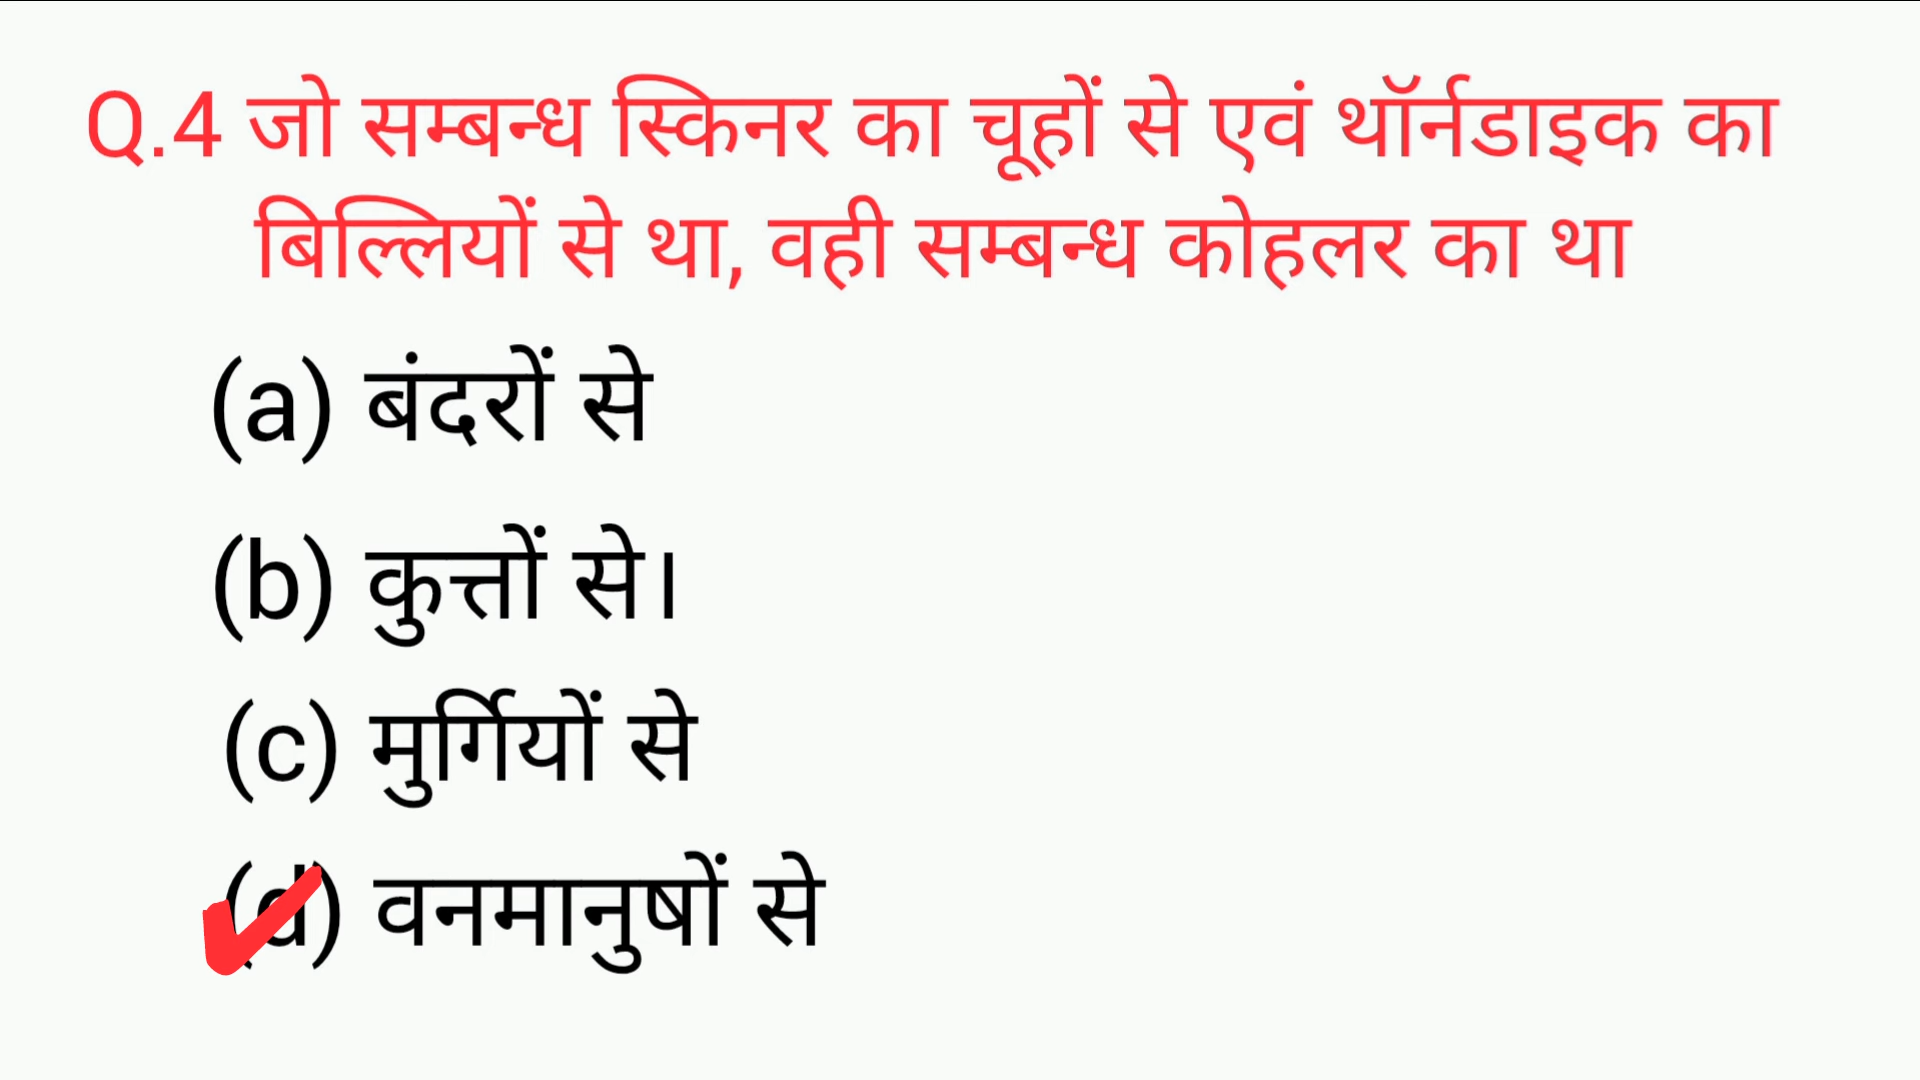 Q.4 जो सम्बन्ध स्किनर का चूहों से एवं थॉर्नडाइक का
बिल्लियों से था, वही सम्बन्ध कोहलर का था
(a) बंदरों से
(b) कुत्तों से।
(c) मुर्गियों से
(d) वनमानुषों से